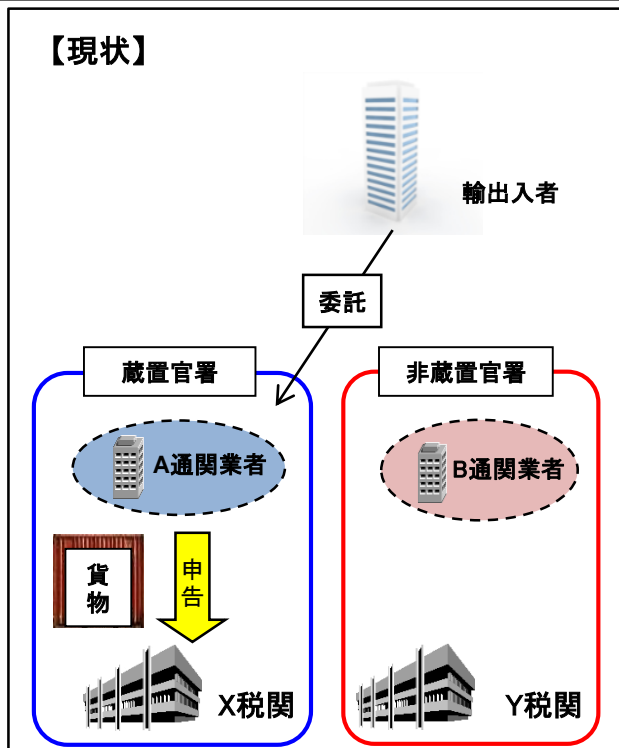 【現状】
輸出入者
委託
蔵置官署
非蔵置官署
A通関業者
B通関業者
貨
物
申
告
X税関
Y税関